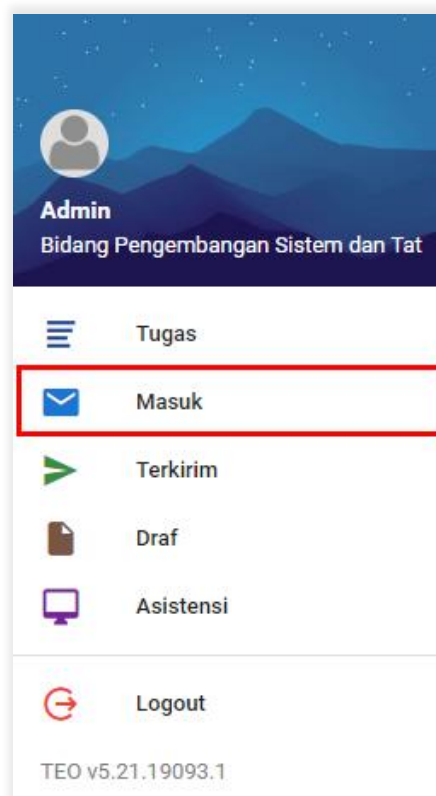 Admin
Bidang Pengembangan Sistem dan Tat
Tugas
Masuk
Terkirim
Draf
Asistensi
Logout
TEO v5.21.19093.1